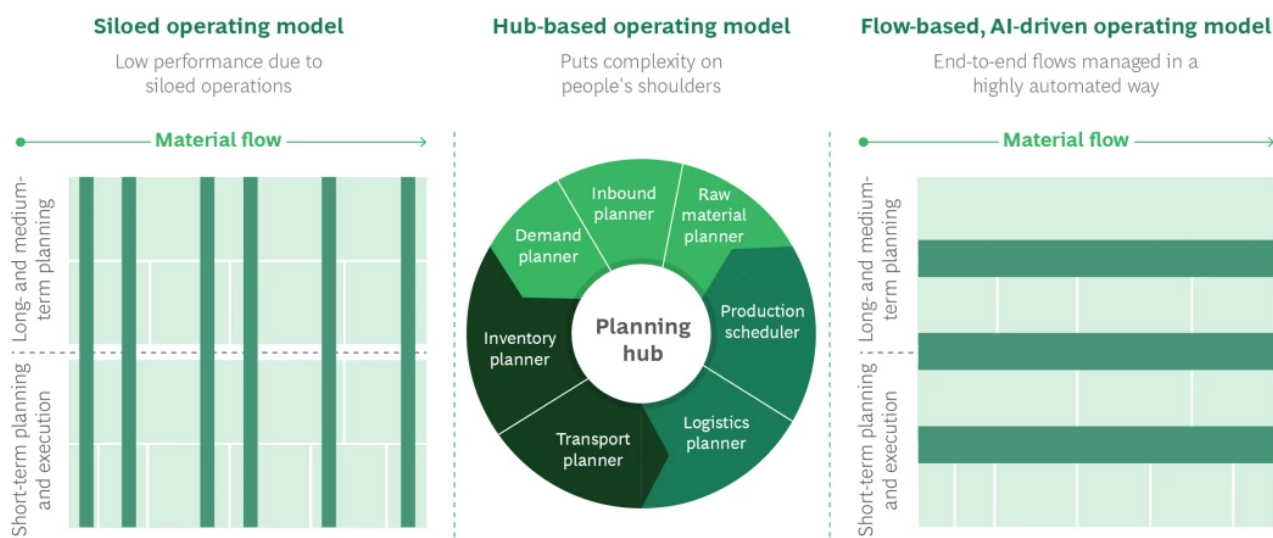 Siloed operating model
Low performance due to
siloed operations
Material flow
Long- and medium-
term planning
Short-term planning
and execution
Hub-based operating model
Puts complexity on
people's shoulders
Inbound
planner
Raw
material
planner
Demand
planner
Production
scheduler
Planning
hub
Inventory
planner
Logistics
planner
Transport
planner
Flow-based, AI-driven operating model
End-to-end flows managed in a
highly automated way
Material flow
Long- and medium-
term planning
Short-term planning
and execution